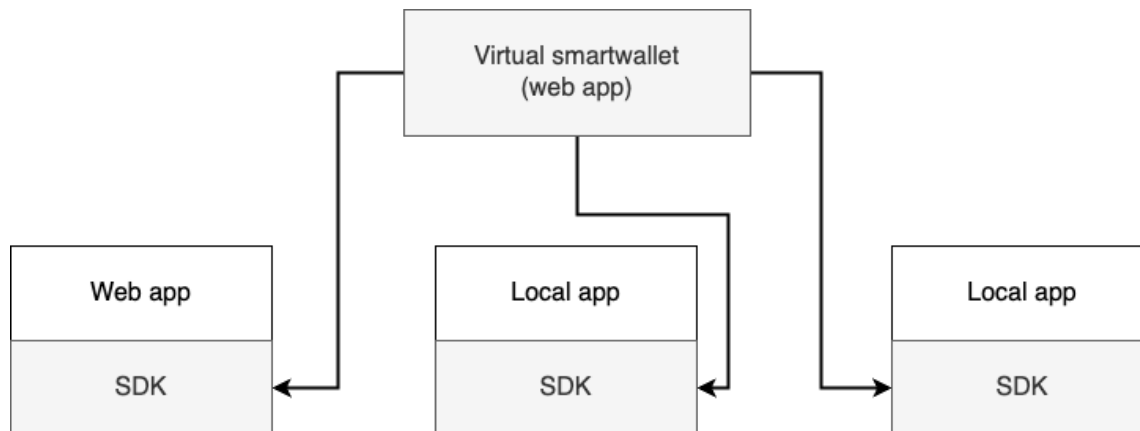 Virtual smartwallet
(web app)
Web app
Local app
Local app
SDK
SDK
SDK